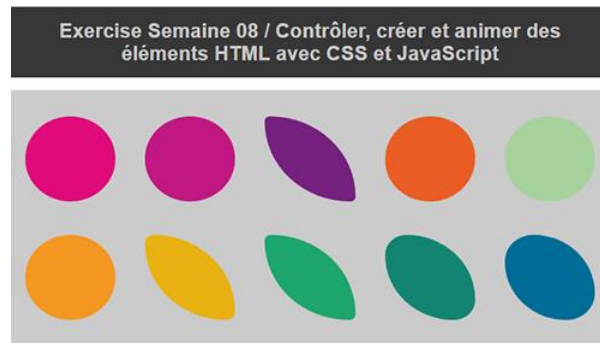 Exercise Semaine 08 / Contrôler, créer et animer des
éléments HTML avec CSS et JavaScript